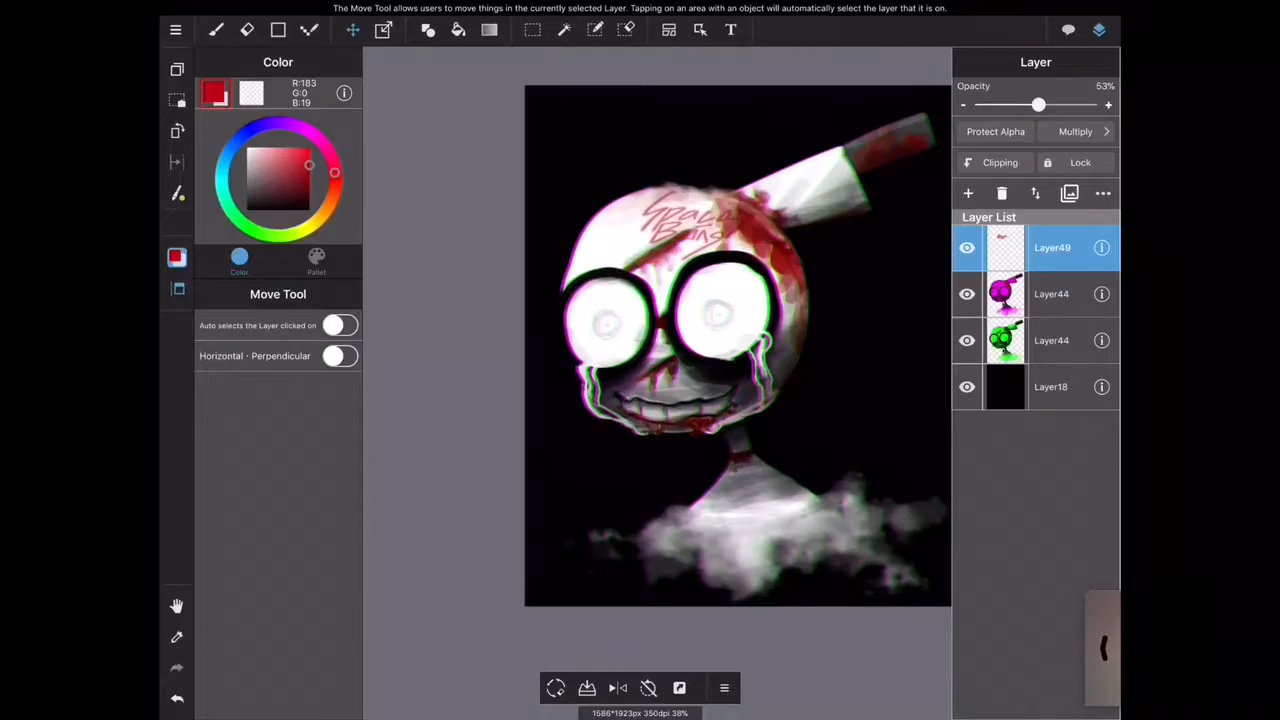 The Move Tool allows users to move things in the currently selected Layer. Tapping on an area with an object will automatically select the layer that it is on.
T
Color
R:183
G:0
B:19
Color
Pallet
Move Tool
Auto selects the Layer clicked on
Horizontal · Perpendicular
Space
Being
Layer
Opacity 53%
- +
Protect Alpha Multiply
Clipping Lock
Layer List
Layer49
Layer44
Layer44
Layer18
1586*1923px 350dpi 38%